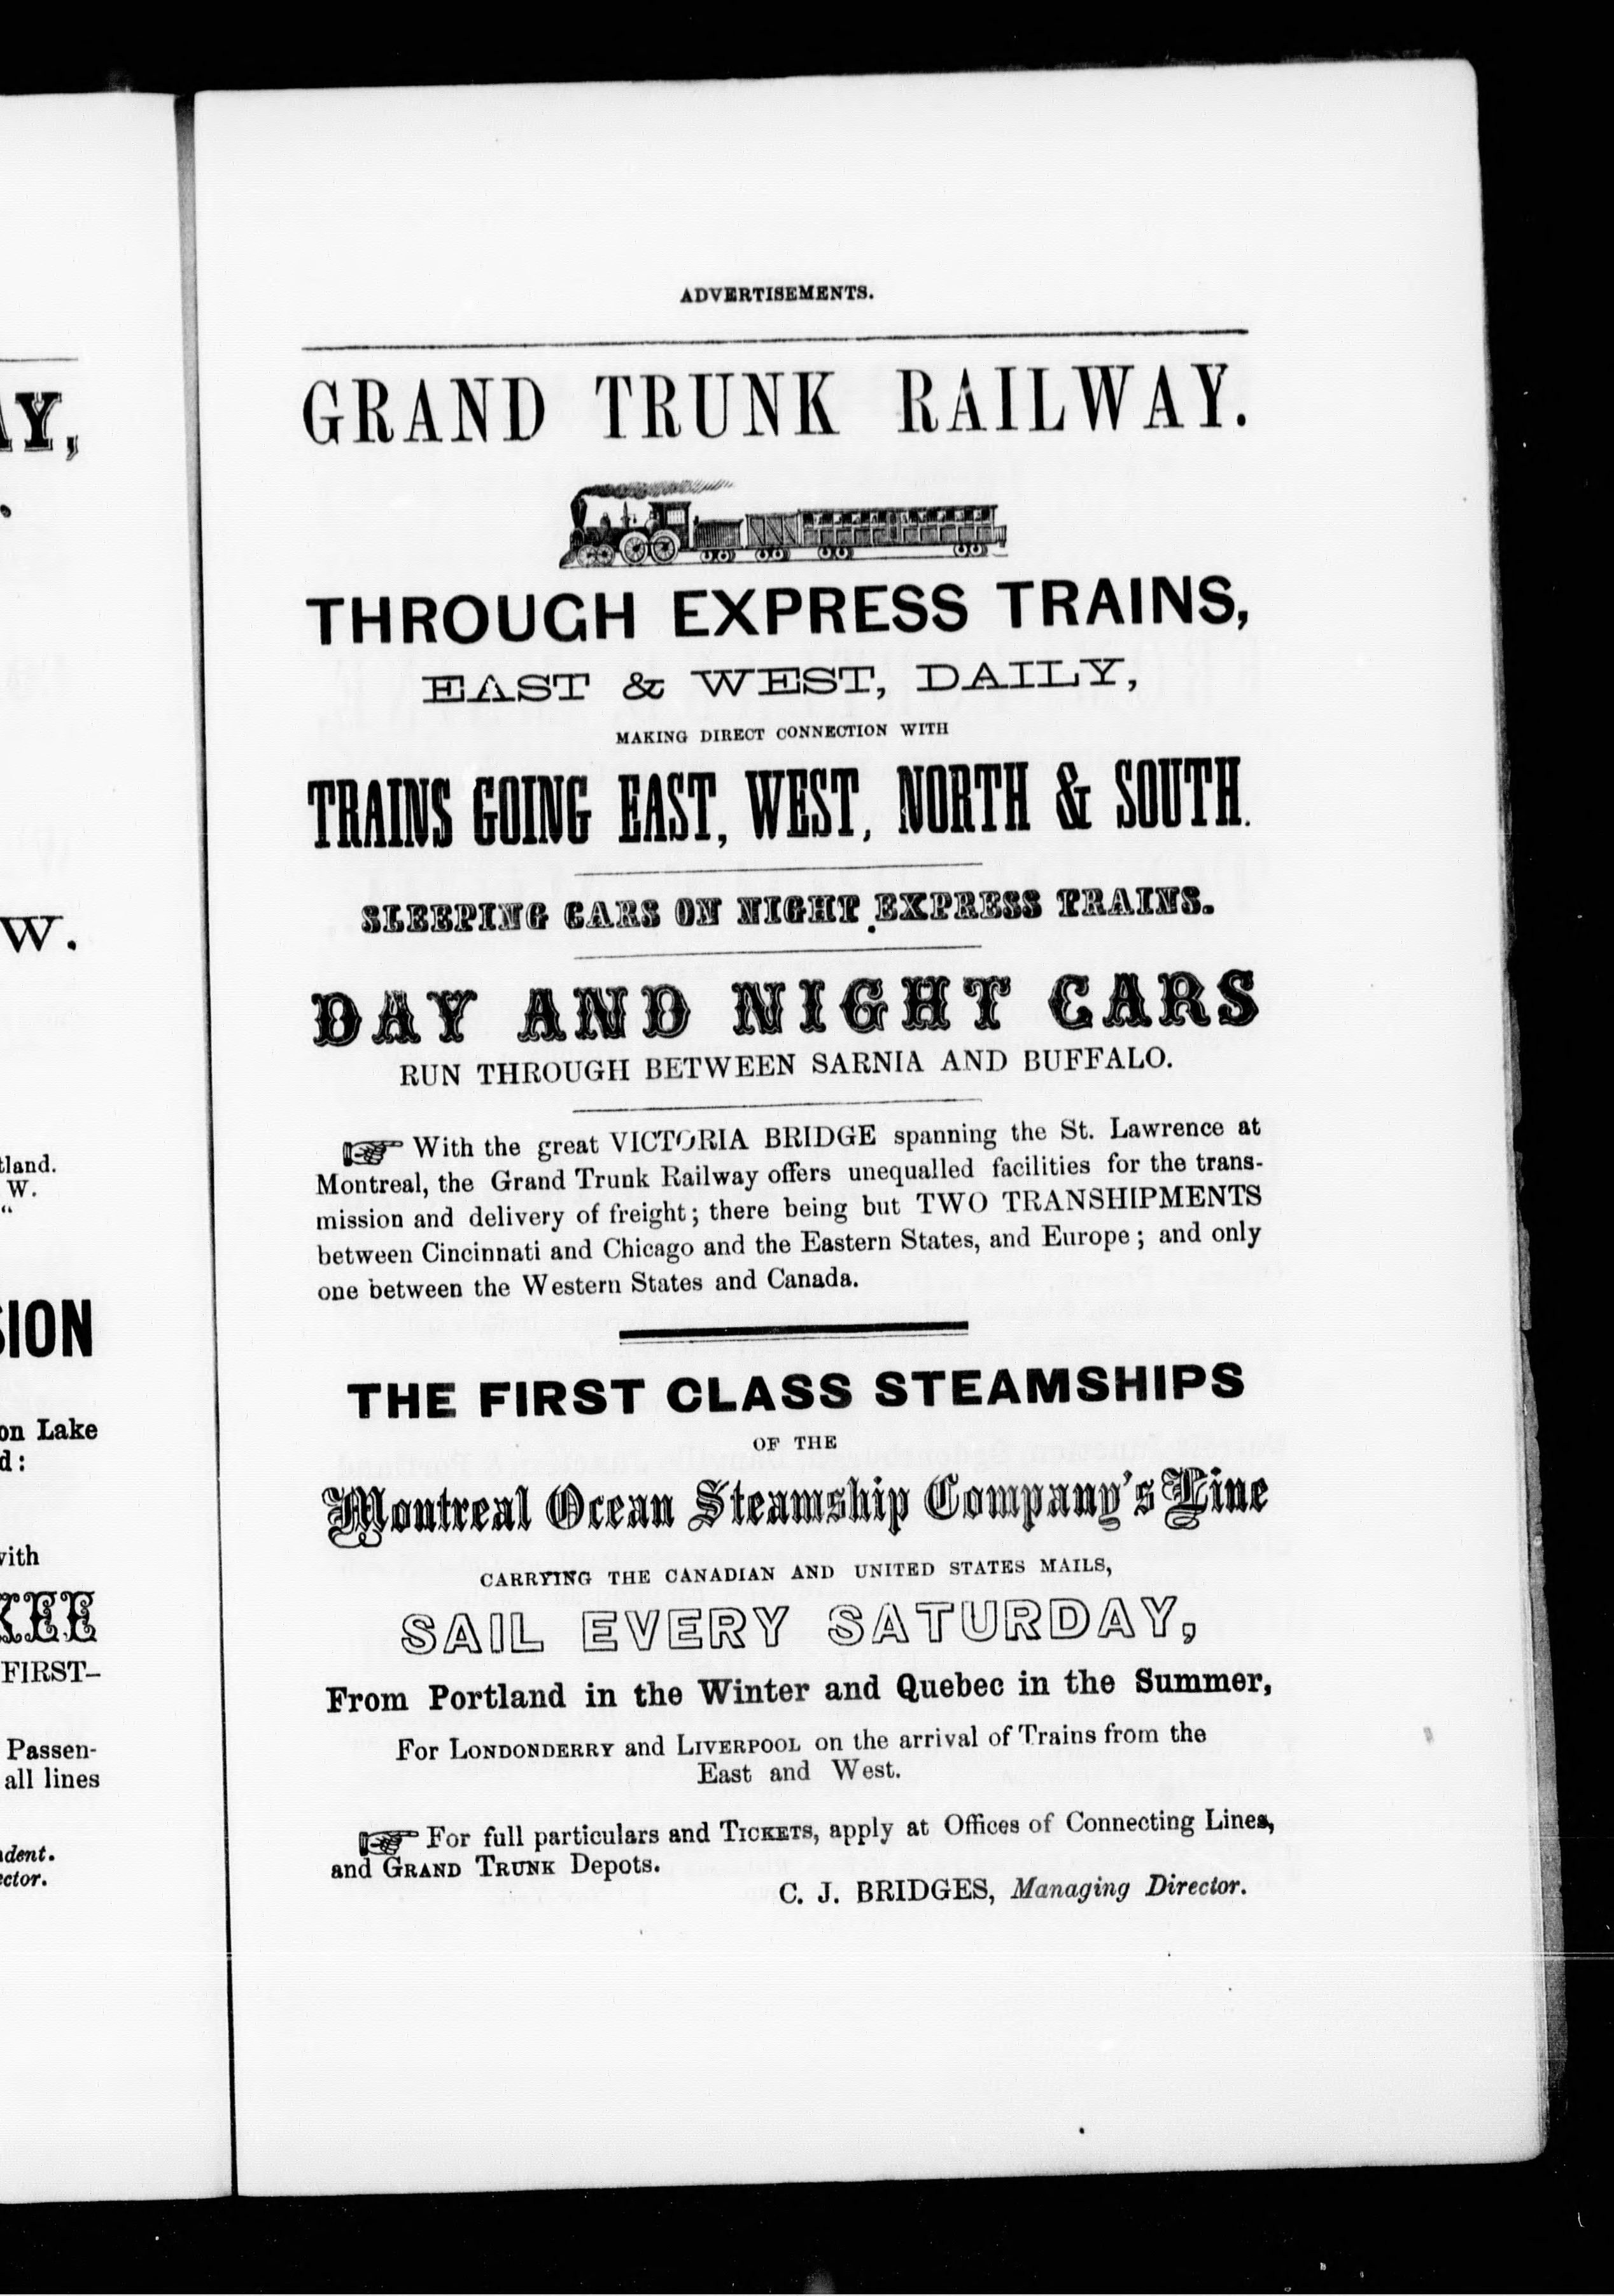 AY,
.
W.
tland.
W.
“
SION
on Lake
d:
with
KEE
FIRST-
Passen-
all lines
dent.
ector.
ADVERTISEMENTS.
GRAND TRUNK RAILWAY.
THROUGH EXPRESS TRAINS,
EAST & WEST, DAILY,
MAKING DIRECT CONNECTION WITH
TRAINS GOING EAST, WEST, NORTH & SOUTH.
SLEEPING CARS ON NIGHT EXPRESS TRAINS.
DAY AND NIGHT CARS
RUN THROUGH BETWEEN SARNIA AND BUFFALO.
☞ With the great VICTORIA BRIDGE spanning the St. Lawrence at
Montreal, the Grand Trunk Railway offers unequalled facilities for the trans-
mission and delivery of freight; there being but TWO TRANSHIPMENTS
between Cincinnati and Chicago and the Eastern States, and Europe; and only
one between the Western States and Canada.
THE FIRST CLASS STEAMSHIPS
OF THE
Montreal Ocean Steamship Company's Line
CARRYING THE CANADIAN AND UNITED STATES MAILS,
SAIL EVERY SATURDAY,
From Portland in the Winter and Quebec in the Summer,
For LONDONDERRY and LIVERPOOL on the arrival of Trains from the
East and West.
☞ For full particulars and TICKETS, apply at Offices of Connecting Lines,
and GRAND TRUNK Depots.
C. J. BRIDGES, Managing Director.